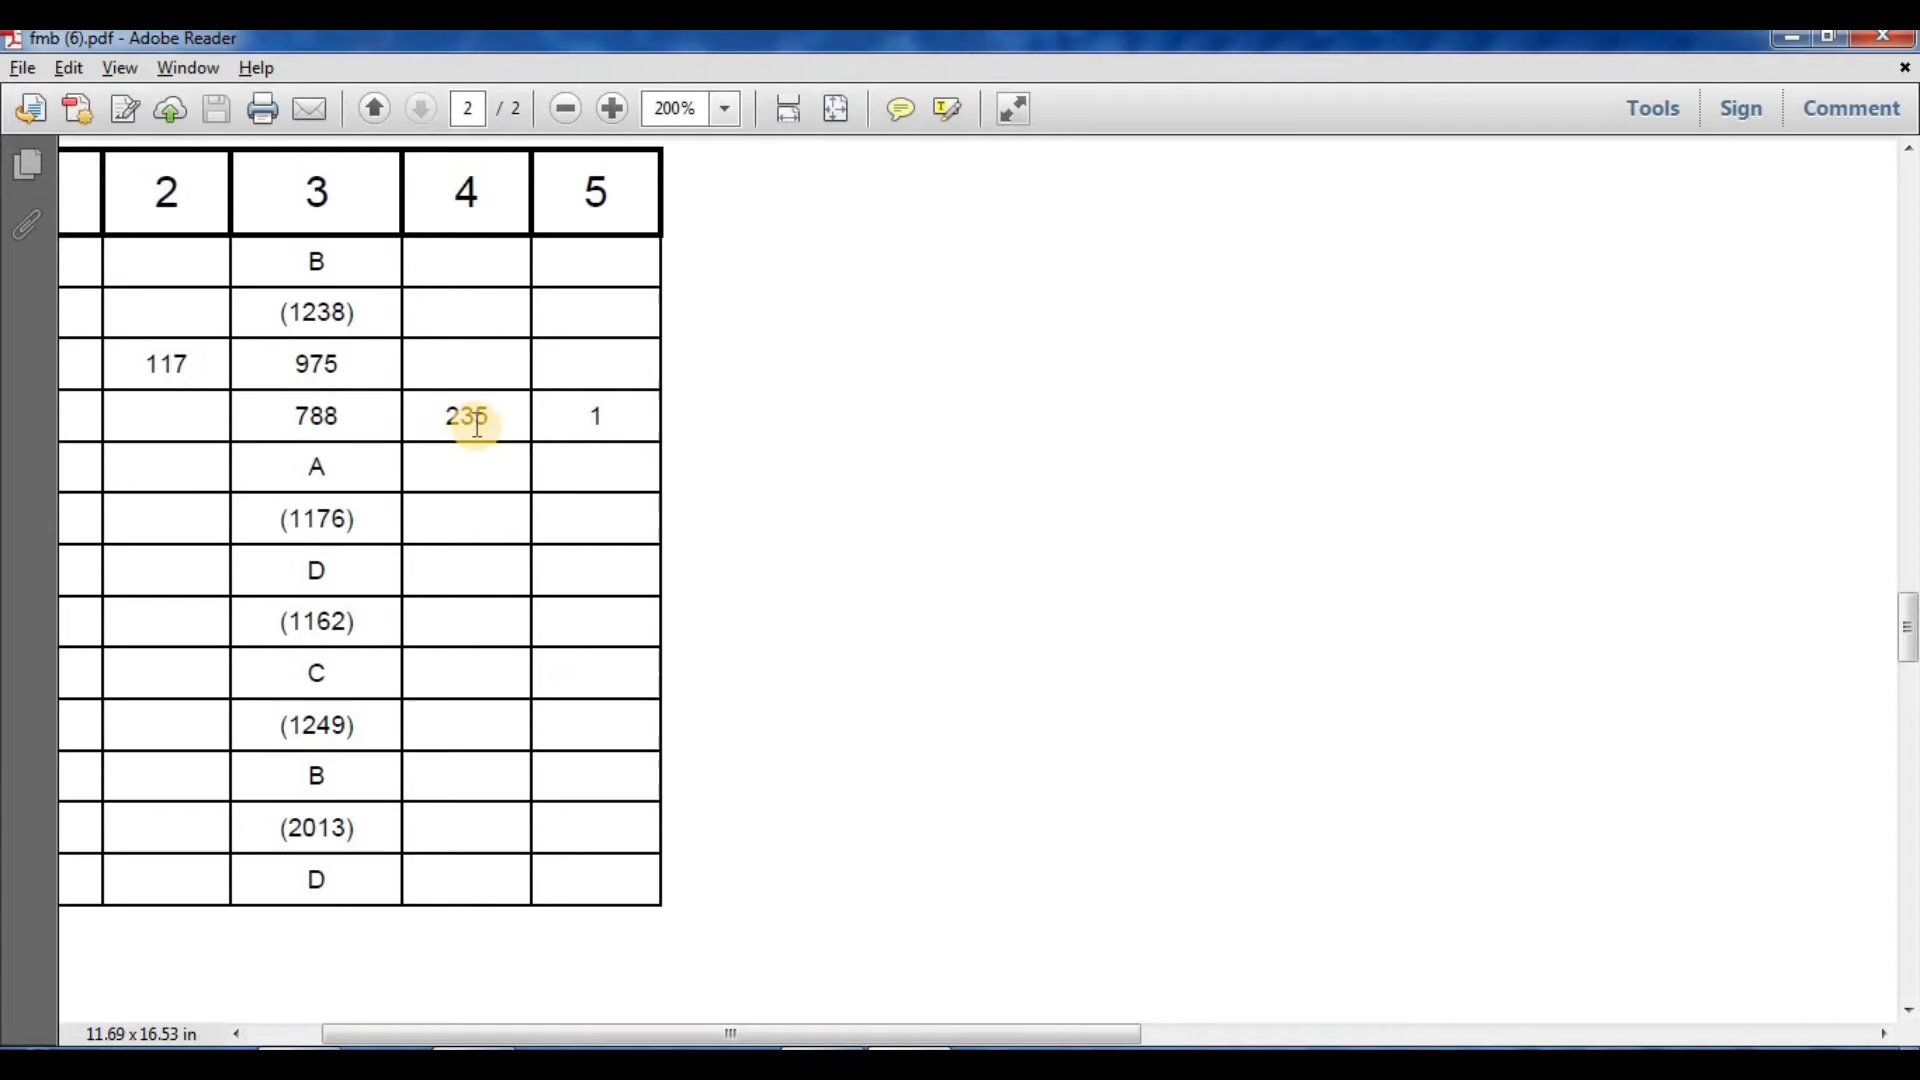 fmb (6).pdf - Adobe Reader
File Edit View Window Help
2 / 2 200% Tools Sign Comment
2 3 4 5
B
(1238)
117 975
788 235 1
A
(1176)
D
(1162)
C
(1249)
B
(2013)
D
11.69 x 16.53 in